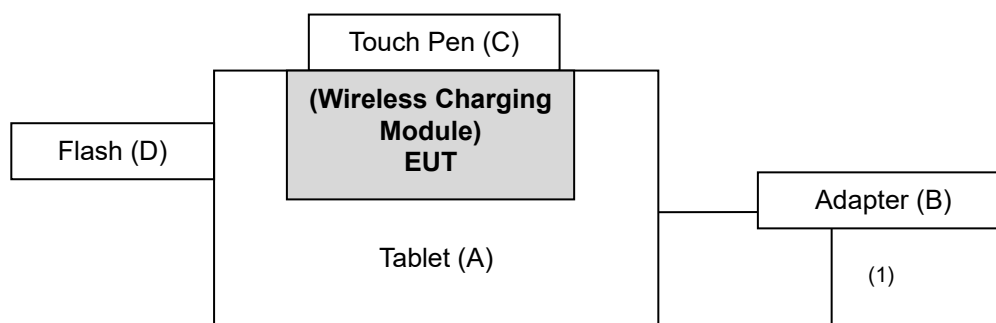 Touch Pen (C)
(Wireless Charging
Module)
EUT
Flash (D)
Adapter (B)
Tablet (A)
(1)